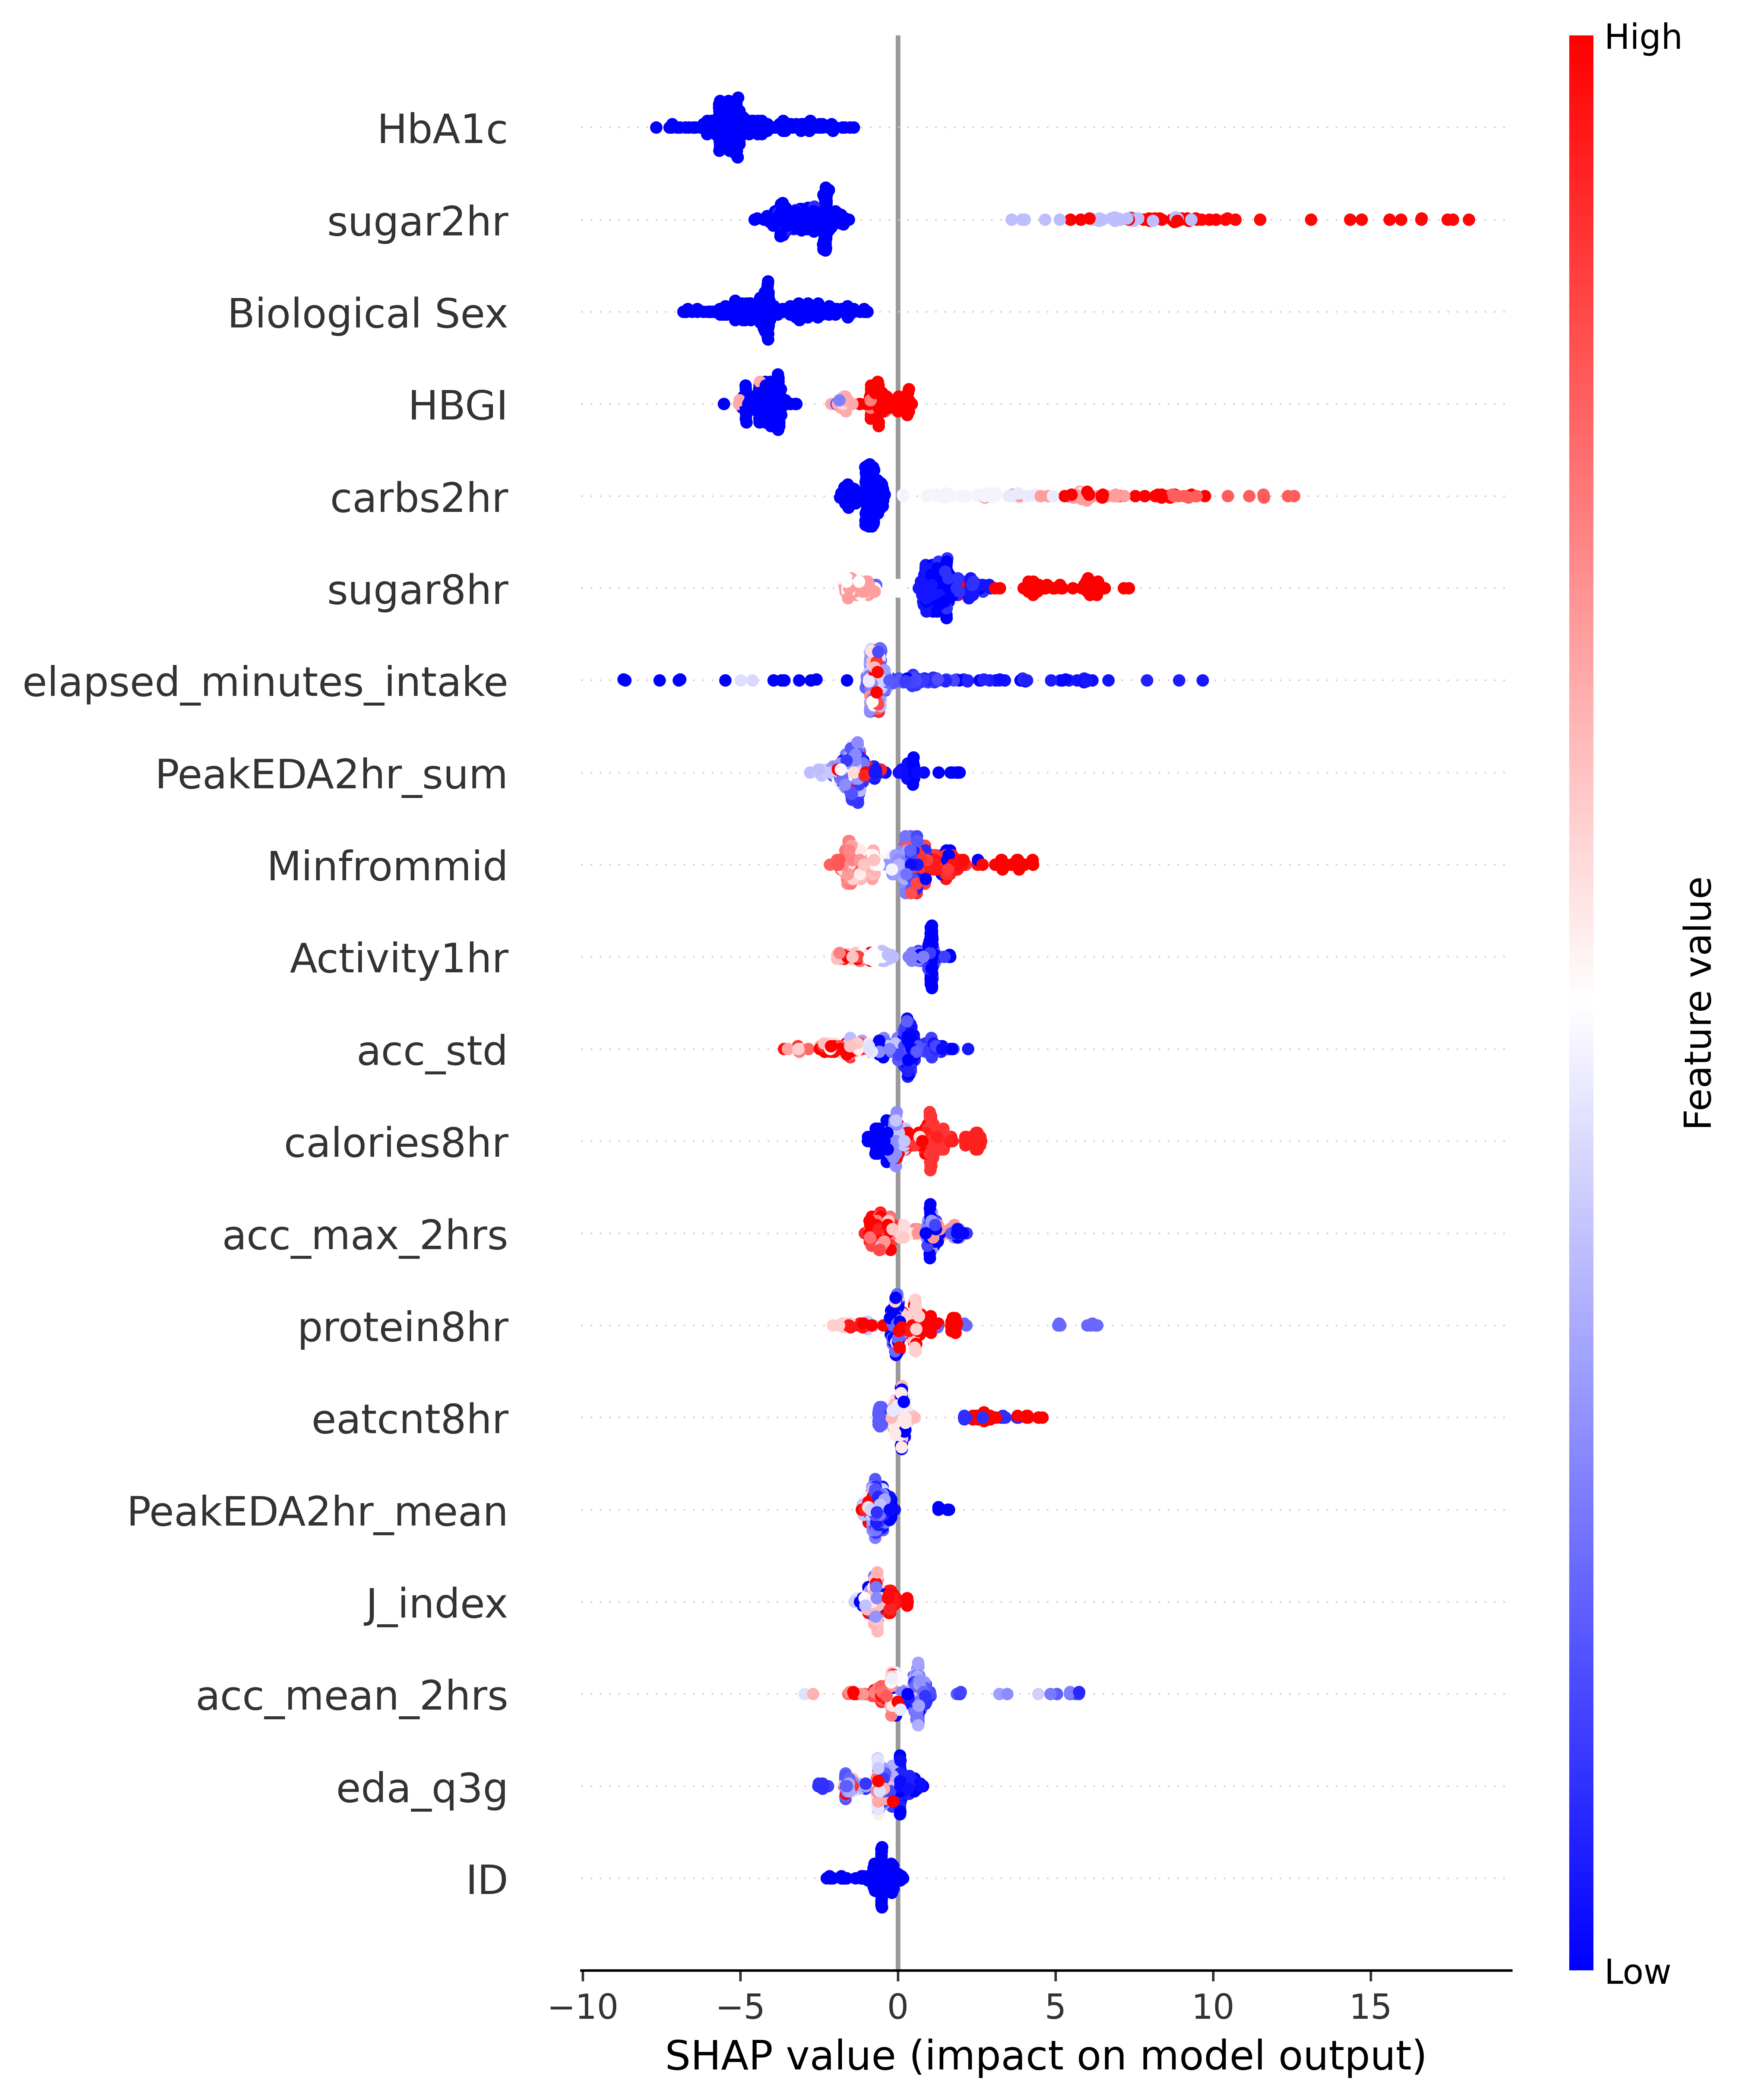 High
HbA1c
sugar2hr
Biological Sex
HBGI
carbs2hr
sugar8hr
elapsed_minutes_intake
PeakEDA2hr_sum
Minfrommid
Activity1hr
acc_std
calories8hr
acc_max_2hrs
protein8hr
eatcnt8hr
PeakEDA2hr_mean
J_index
acc_mean_2hrs
eda_q3g
ID
Feature value
Low
−10 −5 0 5 10 15
SHAP value (impact on model output)